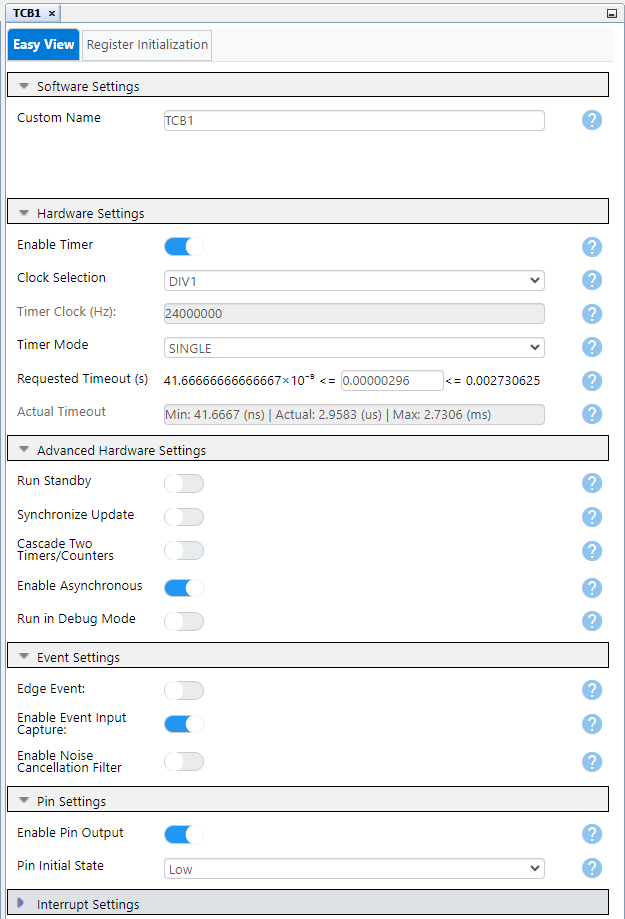 TCB1
Easy View
Register Initialization
Software Settings
Custom Name
TCB1
Hardware Settings
Enable Timer
Clock Selection
DIV1
Timer Clock (Hz):
24000000
Timer Mode
SINGLE
Requested Timeout (s)
41.66666666666667×10⁻⁹ <= 0.00000296 <= 0.002730625
Actual Timeout
Min: 41.6667 (ns) | Actual: 2.9583 (us) | Max: 2.7306 (ms)
Advanced Hardware Settings
Run Standby
Synchronize Update
Cascade Two
Timers/Counters
Enable Asynchronous
Run in Debug Mode
Event Settings
Edge Event:
Enable Event Input
Capture:
Enable Noise
Cancellation Filter
Pin Settings
Enable Pin Output
Pin Initial State
Low
Interrupt Settings